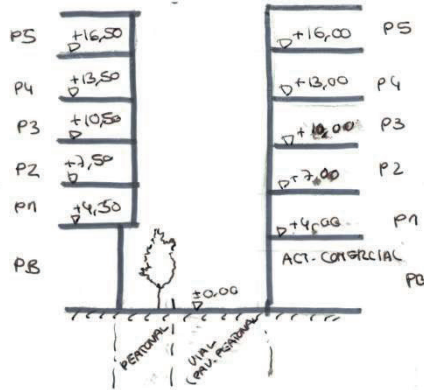 P5 +16,50 +16,00 P5
P4 +13,50 +13,00 P4
P3 +10,50 +10,00 P3
P2 +7,50 +7,00 P2
P1 +4,50 +4,00 P1
PB ACT. COMERCIAL PB
±0,00
PEATONAL
VIAL
(PAV. PEATONAL)